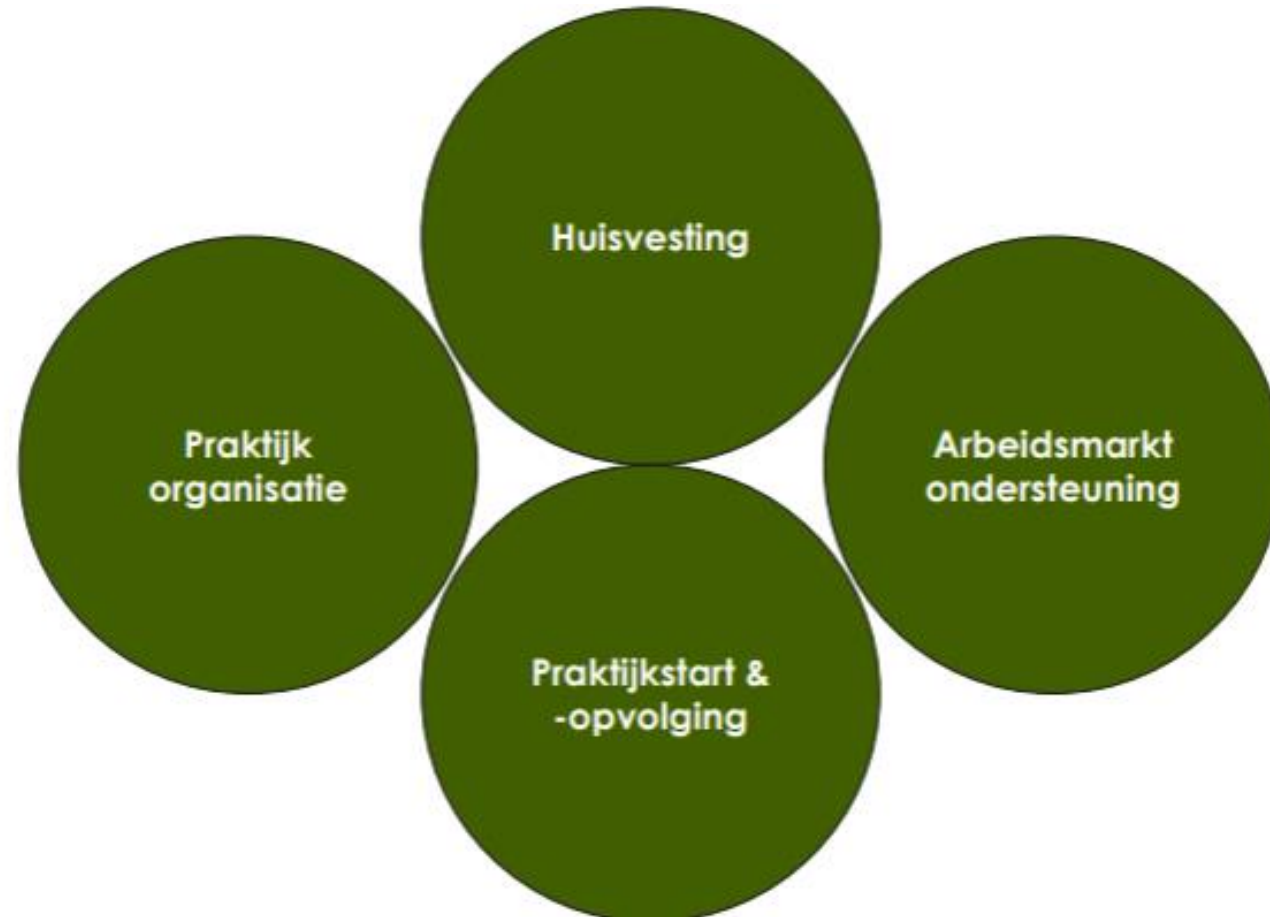 Huisvesting
Praktijk
organisatie
Arbeidsmarkt
ondersteuning
Praktijkstart &
-opvolging